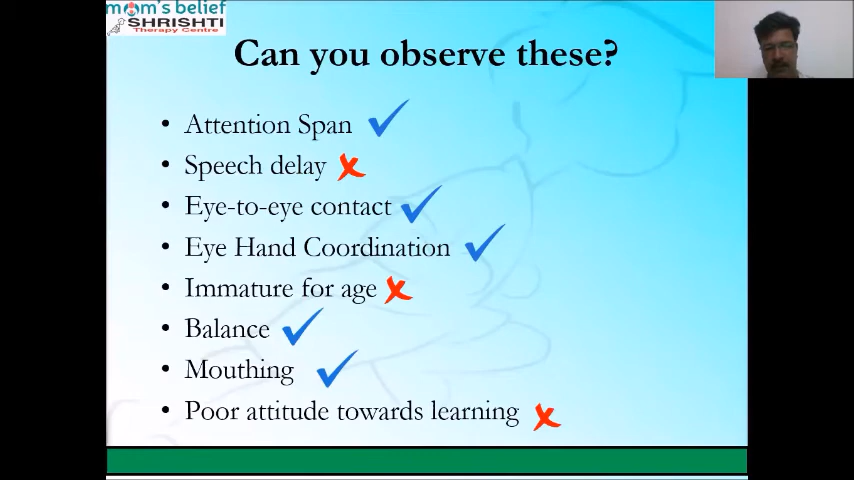 mom's belief
SHRISHTI
Therapy Centre
Can you observe these?
• Attention Span
• Speech delay
• Eye-to-eye contact
• Eye Hand Coordination
• Immature for age
• Balance
• Mouthing
• Poor attitude towards learning